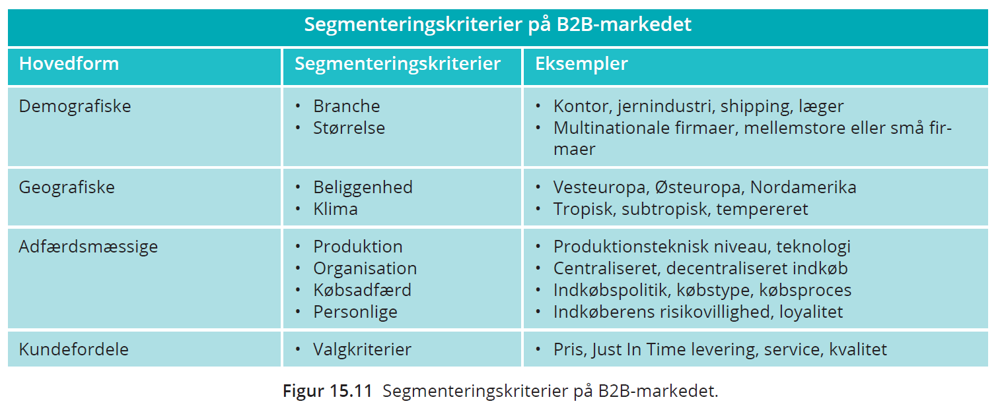 Segmenteringskriterier på B2B-markedet
Hovedform
Segmenteringskriterier
Eksempler
Demografiske
• Branche
• Størrelse
• Kontor, jernindustri, shipping, læger
• Multinationale firmaer, mellemstore eller små fir-
maer
Geografiske
• Beliggenhed
• Klima
• Vesteuropa, Østeuropa, Nordamerika
• Tropisk, subtropisk, tempereret
Adfærdsmæssige
• Produktion
• Organisation
• Købsadfærd
• Personlige
• Produktionsteknisk niveau, teknologi
• Centraliseret, decentraliseret indkøb
• Indkøbspolitik, købstype, købsproces
• Indkøberens risikovillighed, loyalitet
Kundefordele
• Valgkriterier
• Pris, Just In Time levering, service, kvalitet
Figur 15.11 Segmenteringskriterier på B2B-markedet.